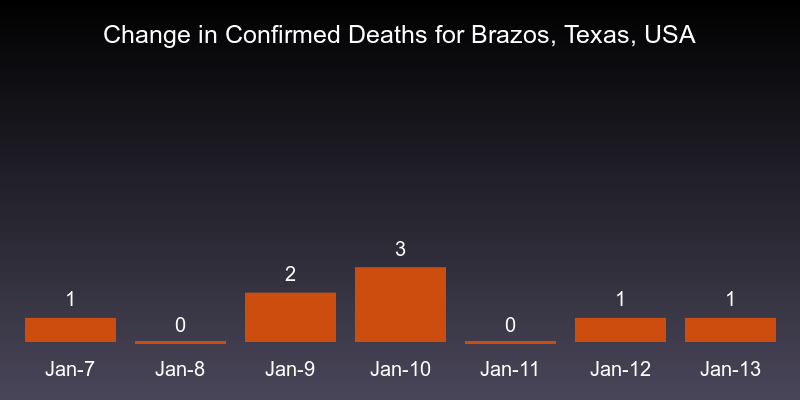 Change in Confirmed Deaths for Brazos, Texas, USA
1 0 2 3 0 1 1
Jan-7 Jan-8 Jan-9 Jan-10 Jan-11 Jan-12 Jan-13